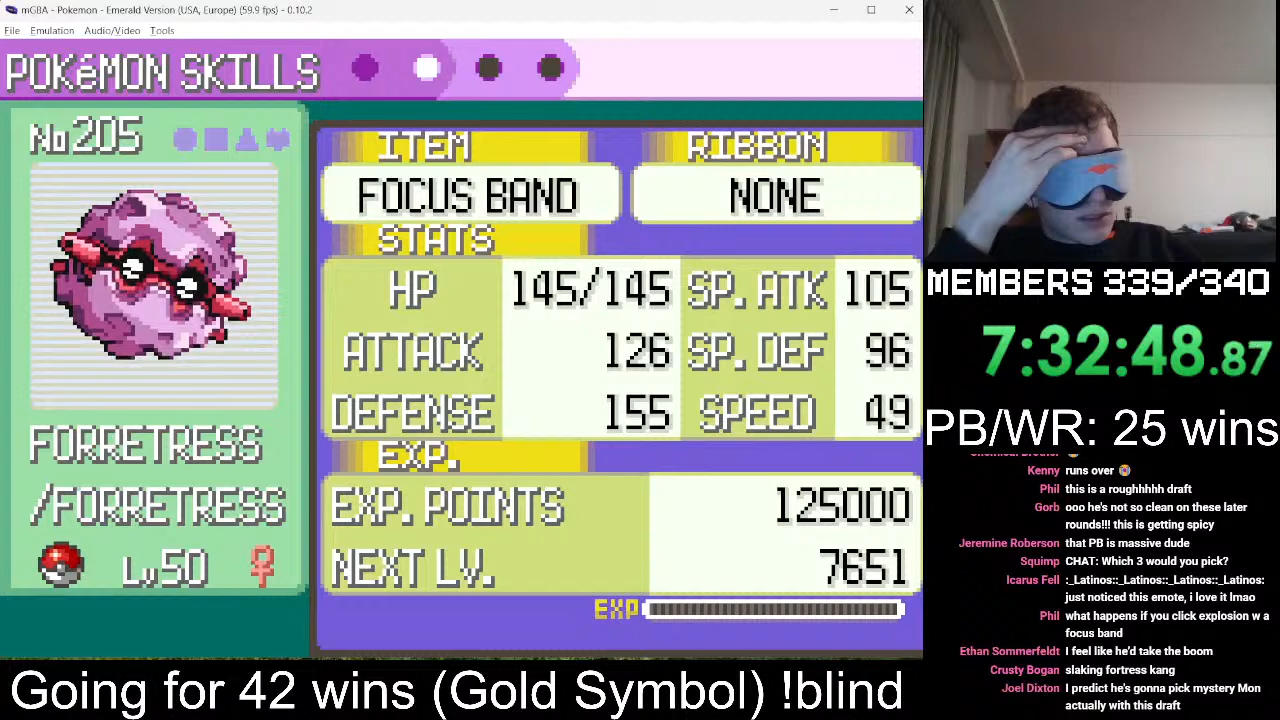 mGBA - Pokemon - Emerald Version (USA, Europe) (59.9 fps) - 0.10.2
File Emulation Audio/Video Tools
POKéMON SKILLS
No205
ITEM RIBBON
FOCUS BAND NONE
STATS
HP 145/145 SP. ATK 105
ATTACK 126 SP. DEF 96
DEFENSE 155 SPEED 49
EXP.
EXP. POINTS 125000
NEXT LV. 7651
EXP
FORRETRESS
/FORRETRESS
Lv50 ♀
MEMBERS 339/340
7:32:48.87
PB/WR: 25 wins
Kenny runs over 😭
Phil this is a roughhhhh draft
Gorb ooo he's not so clean on these later
rounds!!! this is getting spicy
Jeremine Roberson that PB is massive dude
Squimp CHAT: Which 3 would you pick?
Icarus Fell :_Latinos::_Latinos::_Latinos::_Latinos:
just noticed this emote, i love it lmao
Phil what happens if you click explosion w a
focus band
Ethan Sommerfeldt I feel like he'd take the boom
Crusty Bogan slaking fortress kang
Joel Dixton I predict he's gonna pick mystery Mon
actually with this draft
Going for 42 wins (Gold Symbol) !blind